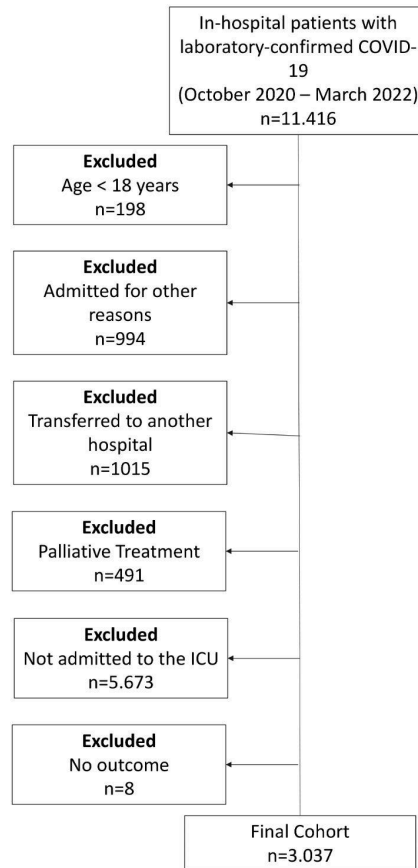 In-hospital patients with
laboratory-confirmed COVID-
19
(October 2020 – March 2022)
n=11.416
Excluded
Age < 18 years
n=198
Excluded
Admitted for other
reasons
n=994
Excluded
Transferred to another
hospital
n=1015
Excluded
Palliative Treatment
n=491
Excluded
Not admitted to the ICU
n=5.673
Excluded
No outcome
n=8
Final Cohort
n=3.037